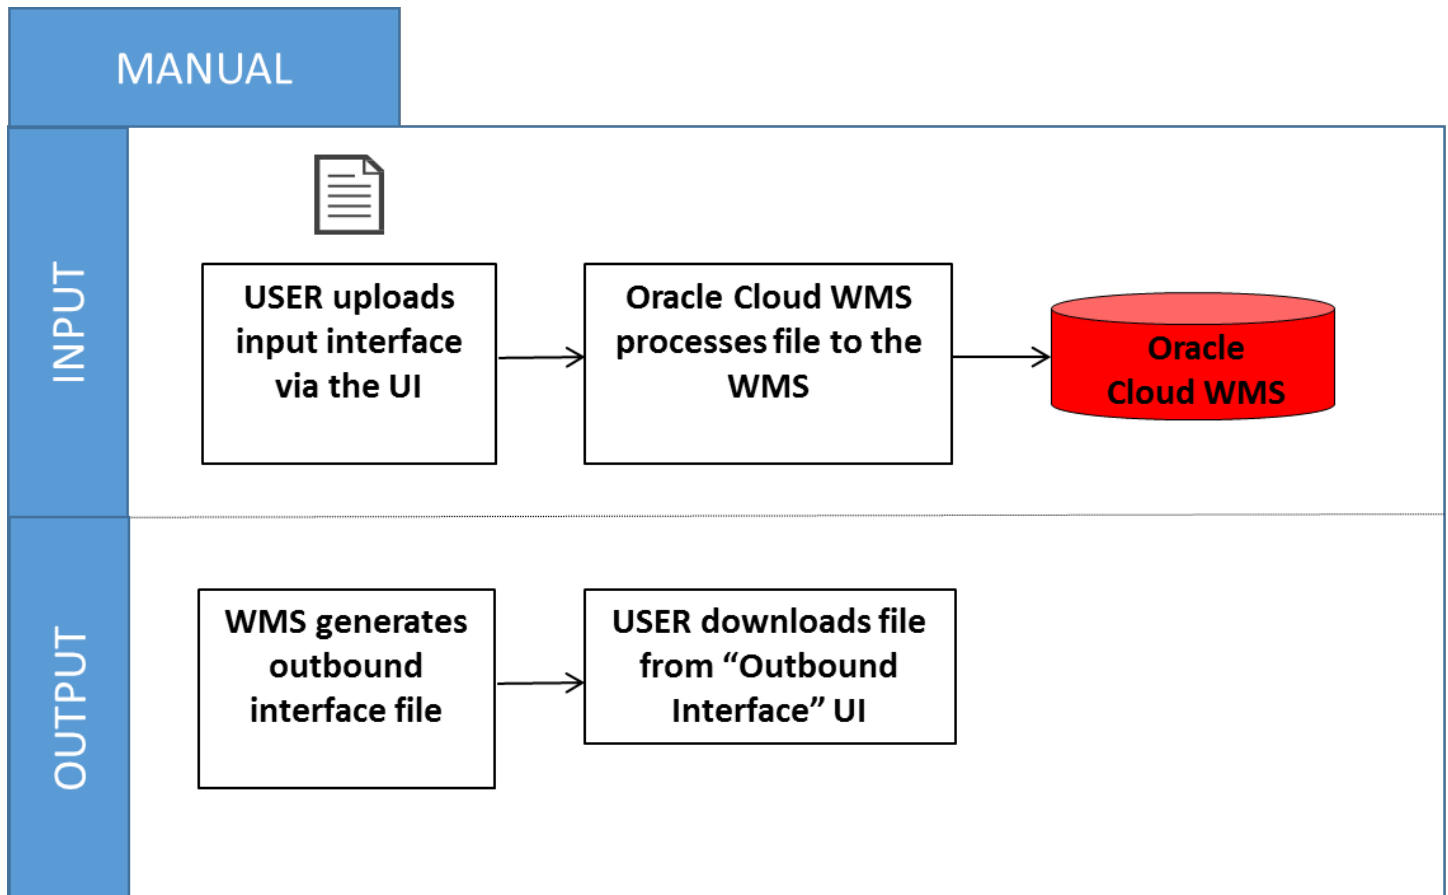 MANUAL
INPUT
USER uploads
input interface
via the UI
Oracle Cloud WMS
processes file to the
WMS
Oracle
Cloud WMS
OUTPUT
WMS generates
outbound
interface file
USER downloads file
from “Outbound
Interface” UI